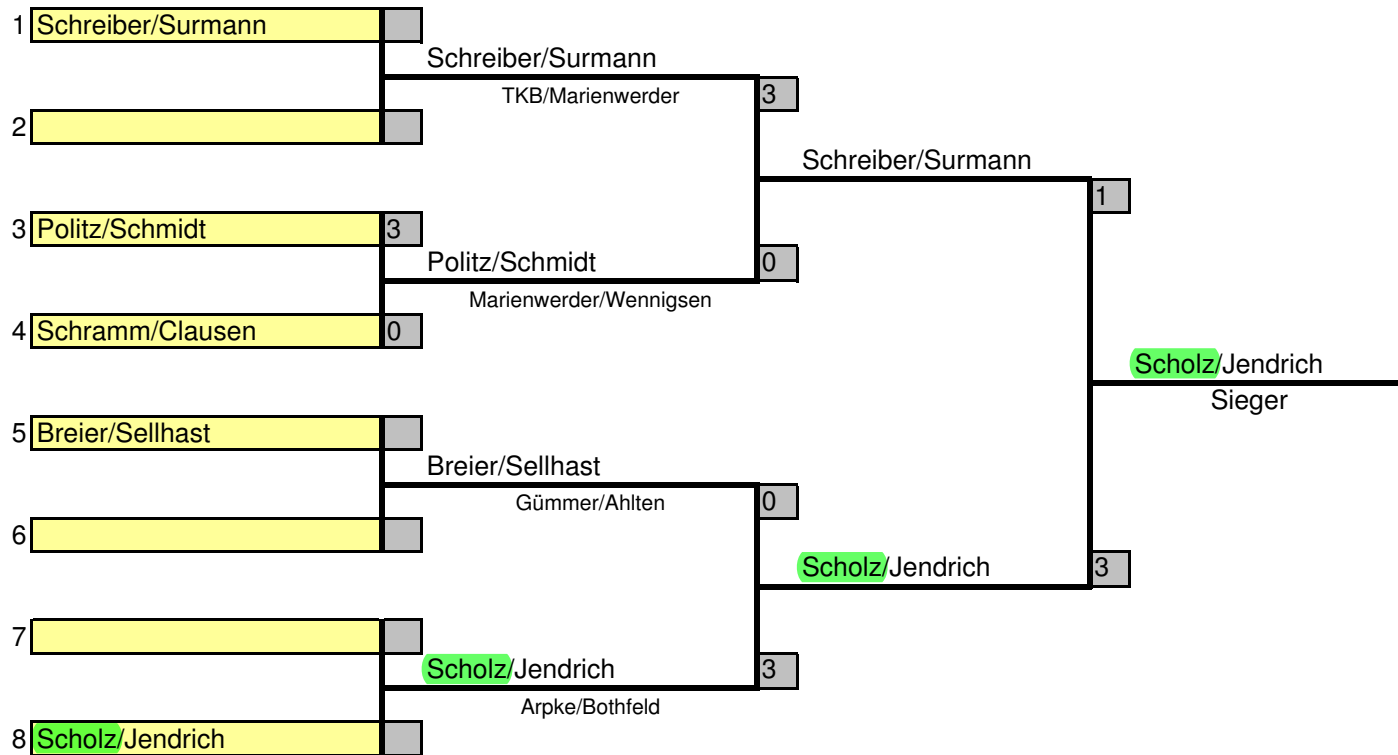 1 Schreiber/Surmann
Schreiber/Surmann
TKB/Marienwerder
3
2
Schreiber/Surmann
1
3 Politz/Schmidt 3
Politz/Schmidt
0
Marienwerder/Wennigsen
4 Schramm/Clausen 0
Scholz/Jendrich
Sieger
5 Breier/Sellhast
Breier/Sellhast
Gümmer/Ahlten
0
6
Scholz/Jendrich
3
7
Scholz/Jendrich
3
Arpke/Bothfeld
8 Scholz/Jendrich